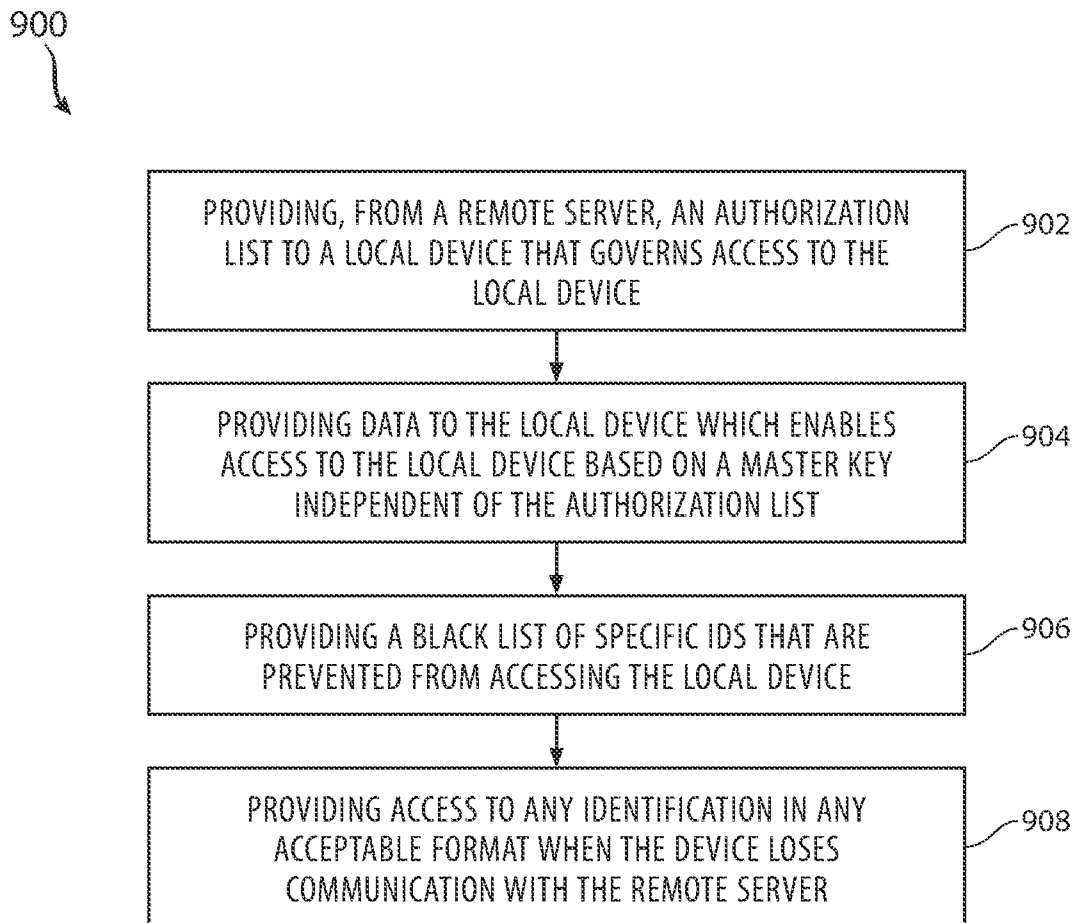 900
PROVIDING, FROM A REMOTE SERVER, AN AUTHORIZATION
LIST TO A LOCAL DEVICE THAT GOVERNS ACCESS TO THE
LOCAL DEVICE
902
PROVIDING DATA TO THE LOCAL DEVICE WHICH ENABLES
ACCESS TO THE LOCAL DEVICE BASED ON A MASTER KEY
INDEPENDENT OF THE AUTHORIZATION LIST
904
PROVIDING A BLACK LIST OF SPECIFIC IDS THAT ARE
PREVENTED FROM ACCESSING THE LOCAL DEVICE
906
PROVIDING ACCESS TO ANY IDENTIFICATION IN ANY
ACCEPTABLE FORMAT WHEN THE DEVICE LOSES
COMMUNICATION WITH THE REMOTE SERVER
908